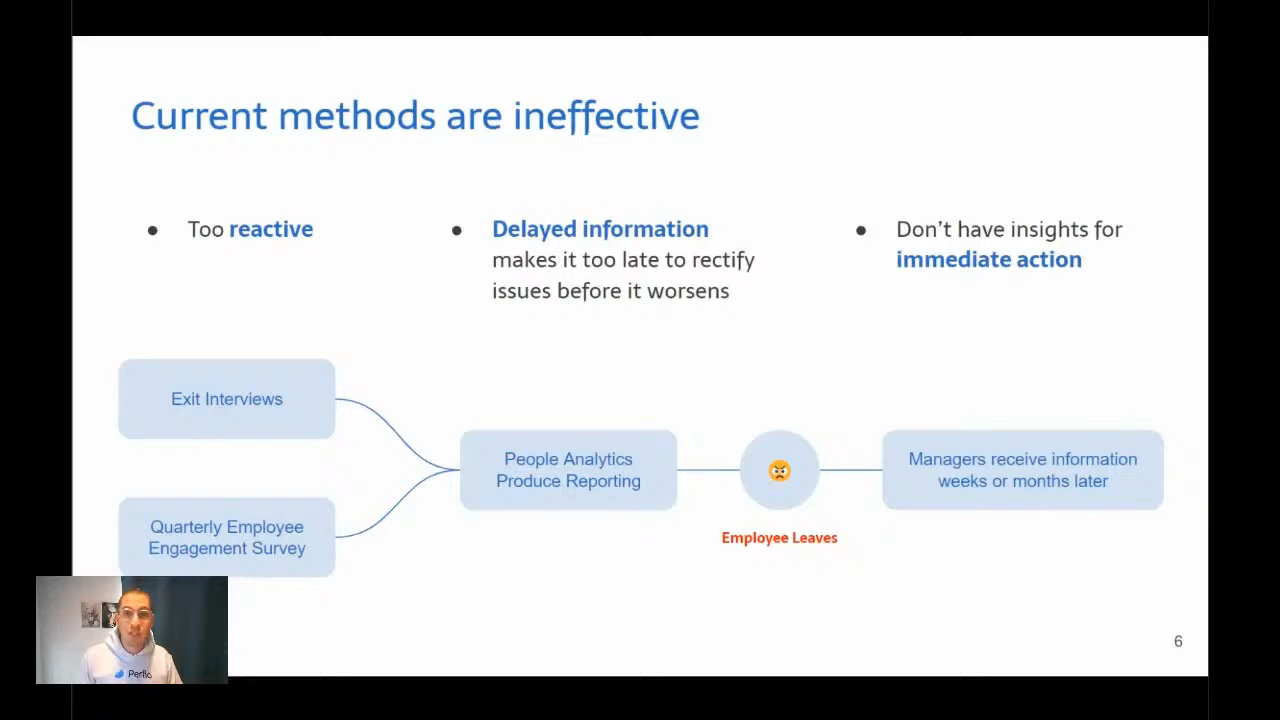 Current methods are ineffective
● Too reactive
● Delayed information
makes it too late to rectify
issues before it worsens
● Don't have insights for
immediate action
Exit Interviews
Quarterly Employee
Engagement Survey
People Analytics
Produce Reporting
Employee Leaves
Managers receive information
weeks or months later
6